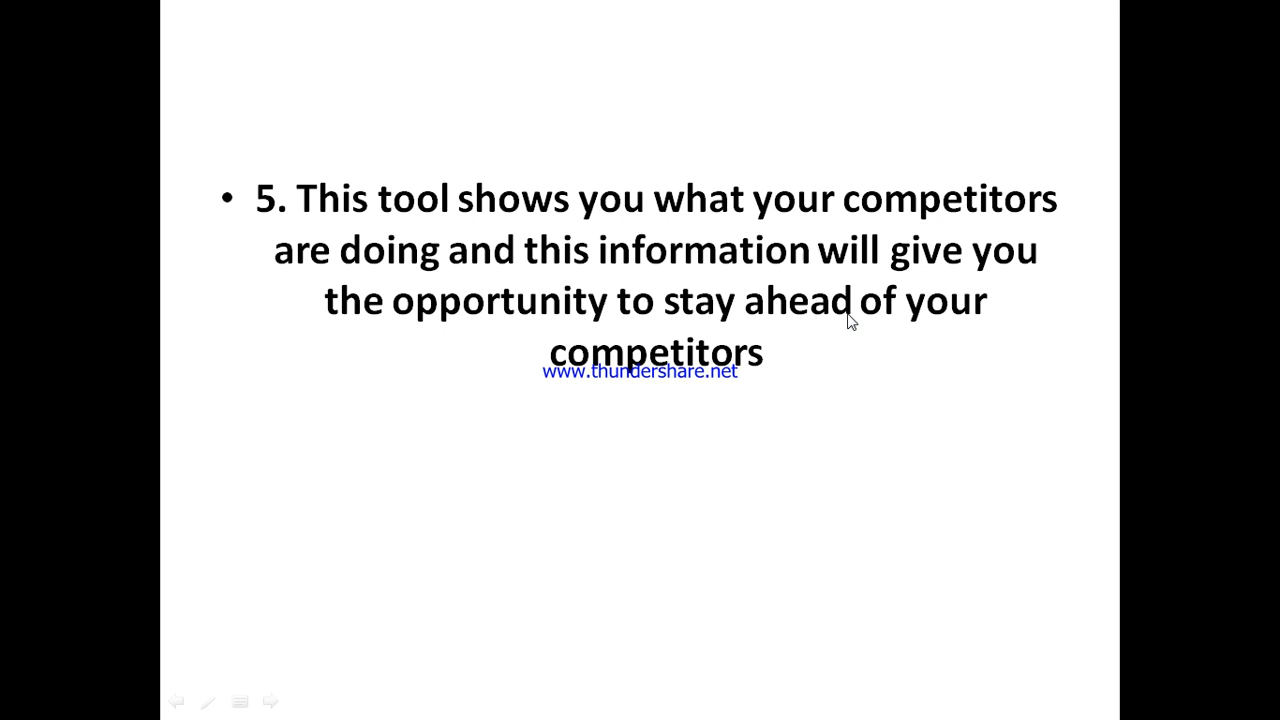 • 5. This tool shows you what your competitors
are doing and this information will give you
the opportunity to stay ahead of your
competitors
www.thundershare.net